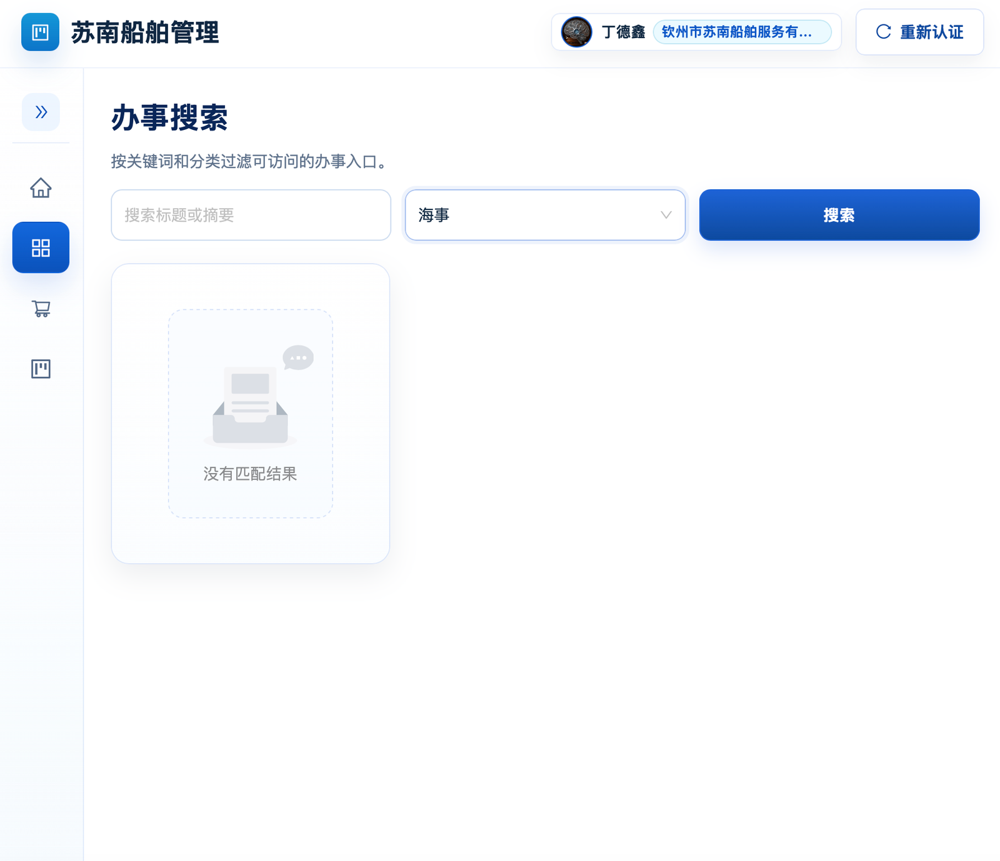 苏南船舶管理
丁德鑫
钦州市苏南船舶服务有...
重新认证
办事搜索
按关键词和分类过滤可访问的办事入口。
搜索标题或摘要
海事
搜索
没有匹配结果